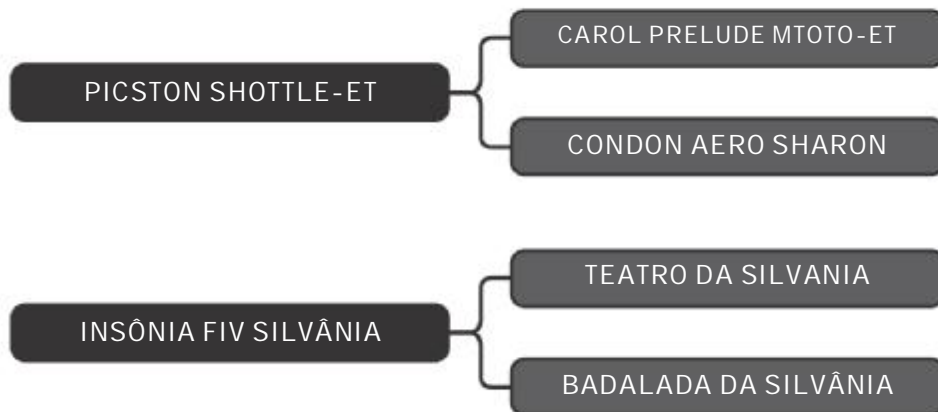 CAROL PRELUDE MTOTO-ET
PICSTON SHOTTLE-ET
CONDON AERO SHARON
TEATRO DA SILVANIA
INSÔNIA FIV SILVÂNIA
BADALADA DA SILVÂNIA